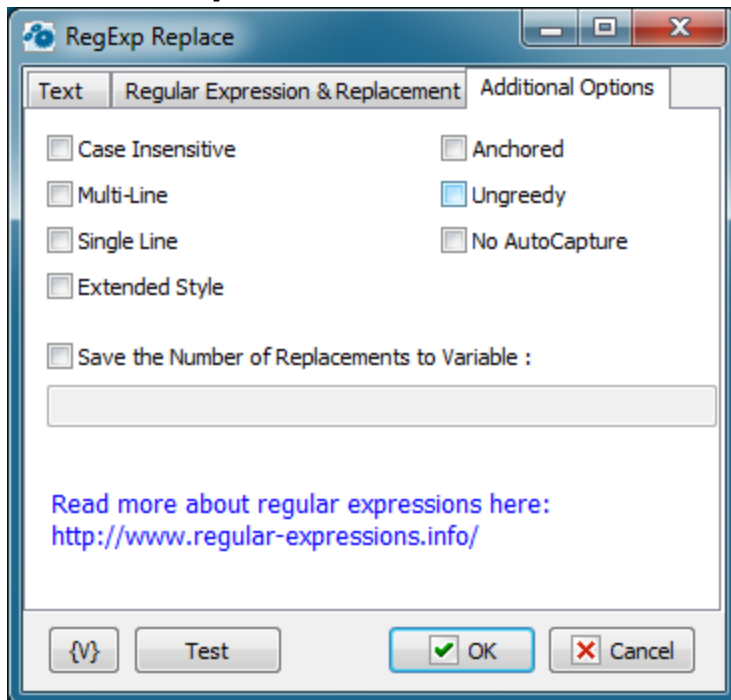 RegExp Replace
Text Regular Expression & Replacement Additional Options
Case Insensitive Anchored
Multi-Line Ungreedy
Single Line No AutoCapture
Extended Style
Save the Number of Replacements to Variable :
Read more about regular expressions here:
http://www.regular-expressions.info/
{V} Test OK Cancel